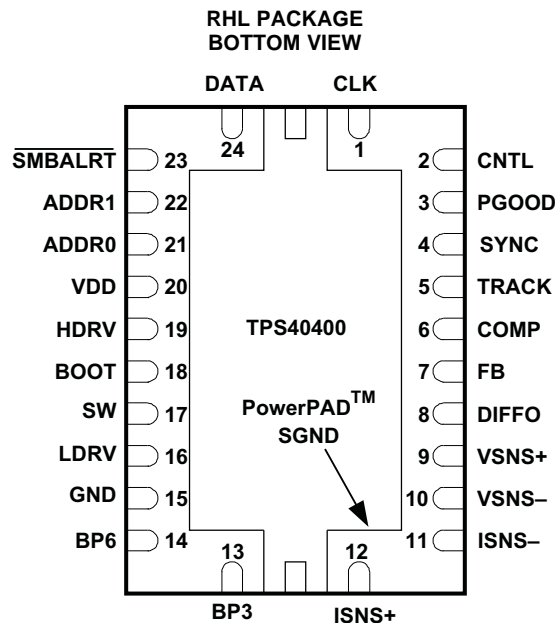 RHL PACKAGE
BOTTOM VIEW
DATA CLK
24 1
SMBALRT 23 2 CNTL
ADDR1 22 3 PGOOD
ADDR0 21 4 SYNC
VDD 20 5 TRACK
HDRV 19 TPS40400 6 COMP
BOOT 18 7 FB
SW 17 PowerPAD™ 8 DIFFO
SGND
LDRV 16 9 VSNS+
GND 15 10 VSNS–
BP6 14 11 ISNS–
13 12
BP3 ISNS+